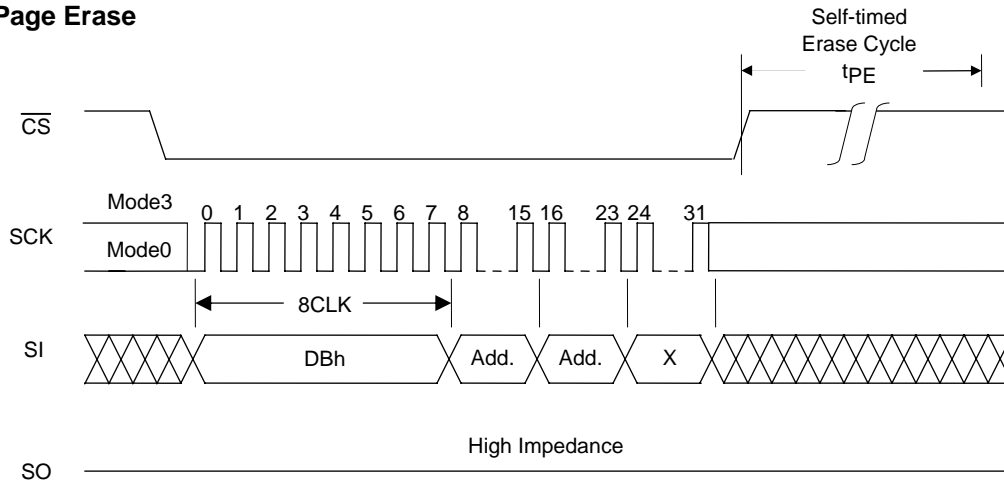 Page Erase
Self-timed
Erase Cycle
tPE
CS
Mode3
0 1 2 3 4 5 6 7 8 15 16 23 24 31
SCK
Mode0
8CLK
SI
DBh
Add.
Add.
X
High Impedance
SO